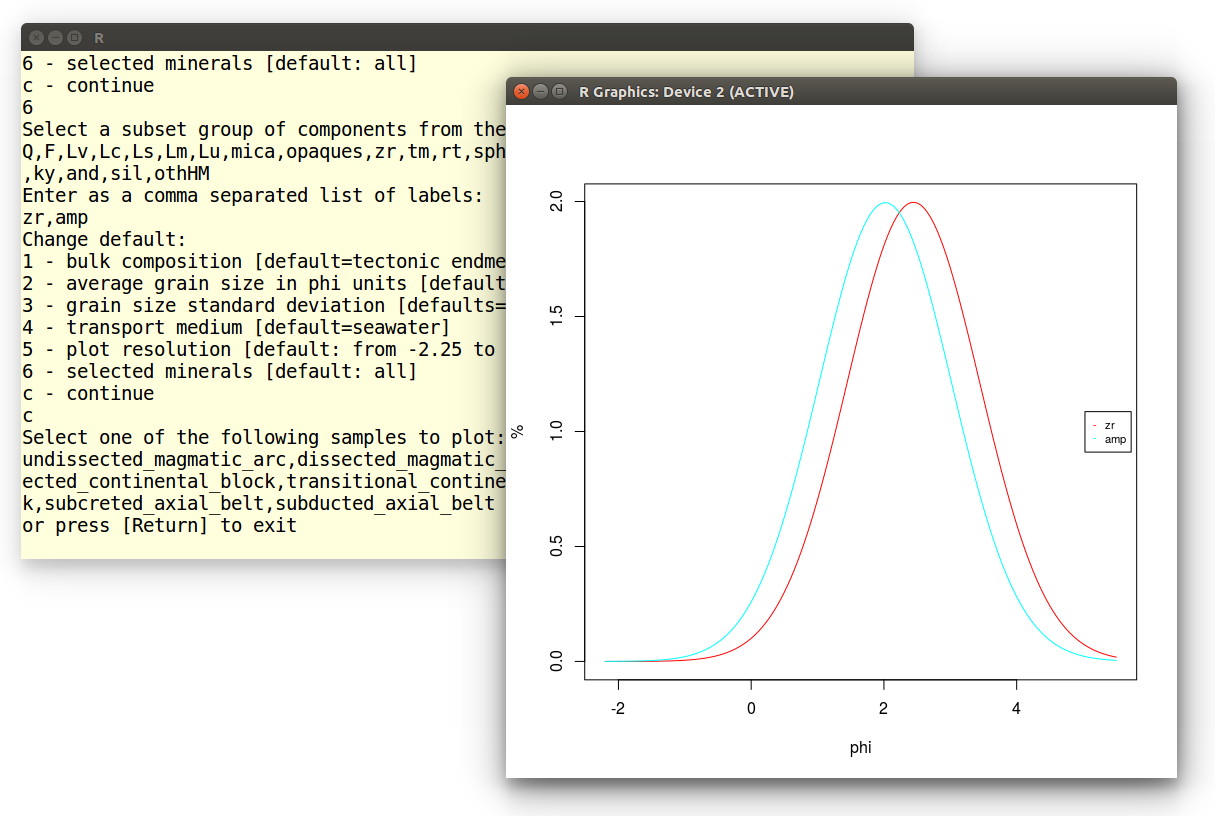 R
6 - selected minerals [default: all]
c - continue
6
Select a subset group of components from the
Q,F,Lv,Lc,Ls,Lm,Lu,mica,opaques,zr,tm,rt,sph
,ky,and,sil,othHM
Enter as a comma separated list of labels:
zr,amp
Change default:
1 - bulk composition [default=tectonic endme
2 - average grain size in phi units [default
3 - grain size standard deviation [defaults=
4 - transport medium [default=seawater]
5 - plot resolution [default: from -2.25 to
6 - selected minerals [default: all]
c - continue
c
Select one of the following samples to plot:
undissected_magmatic_arc,dissected_magmatic_
ected_continental_block,transitional_contine
k,subcreted_axial_belt,subducted_axial_belt
or press [Return] to exit
R Graphics: Device 2 (ACTIVE)
2.0
1.5
1.0
0.5
0.0
%
zr
amp
-2 0 2 4
phi